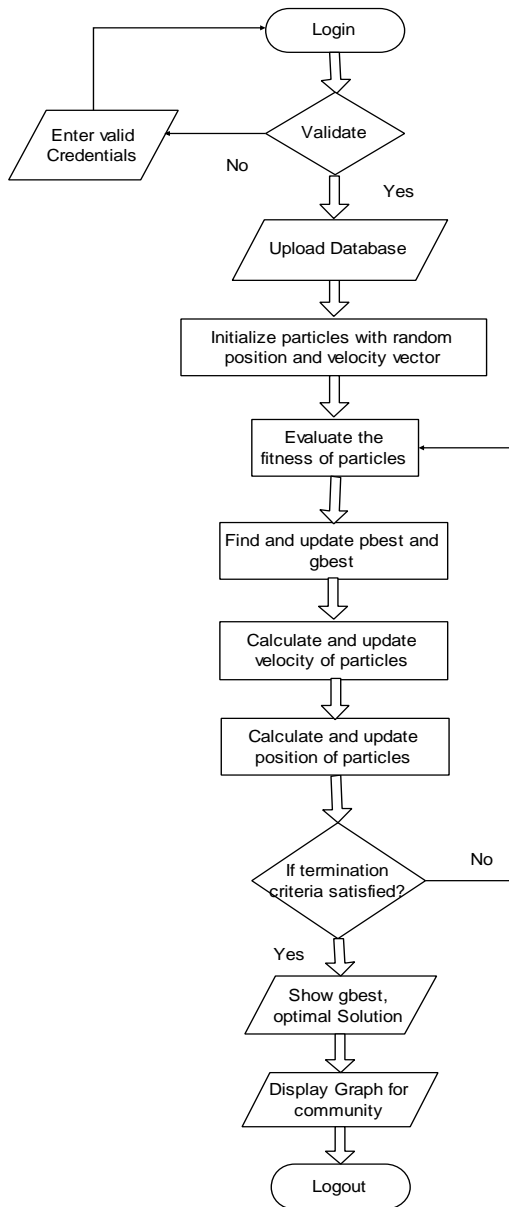 Login
Validate
Enter valid
Credentials
No
Yes
Upload Database
Initialize particles with random
position and velocity vector
Evaluate the
fitness of particles
Find and update pbest and
gbest
Calculate and update
velocity of particles
Calculate and update
position of particles
If termination
criteria satisfied?
No
Yes
Show gbest,
optimal Solution
Display Graph for
community
Logout